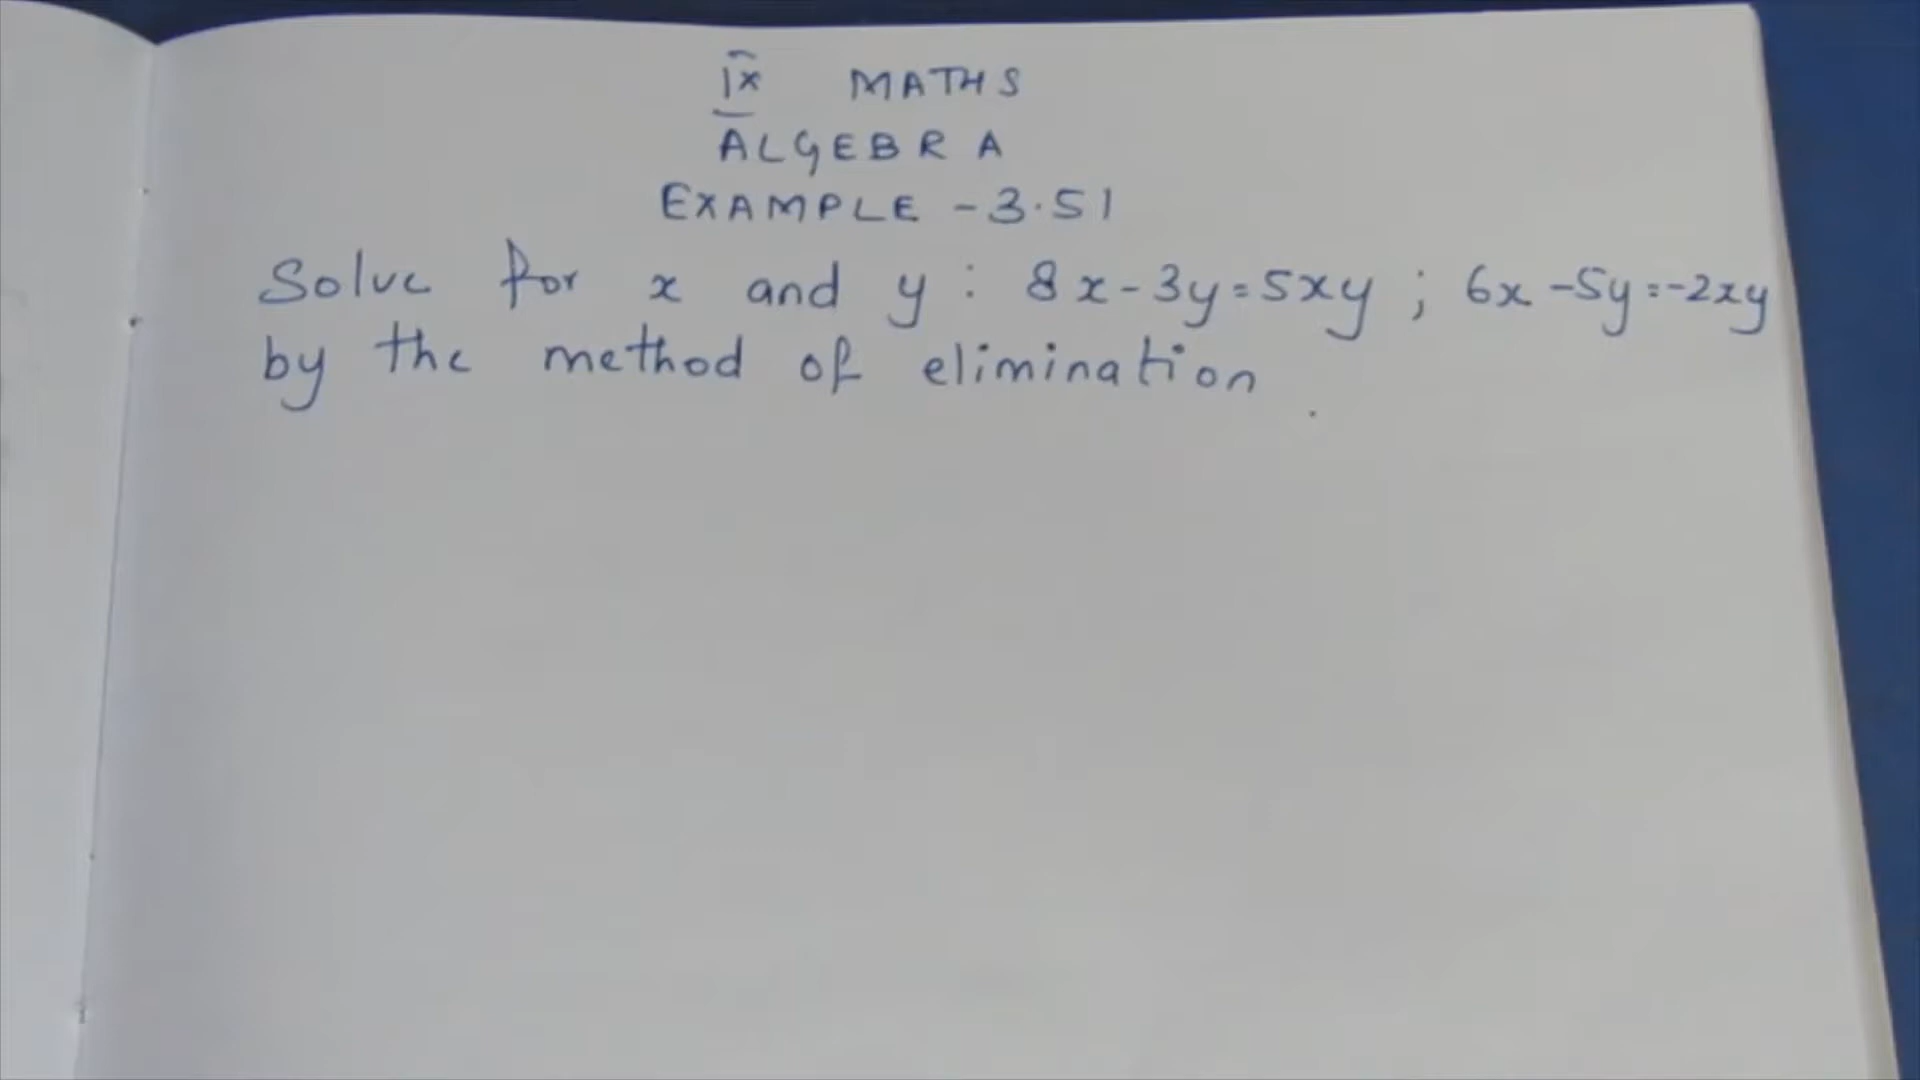 IX MATHS
ALGEBRA
EXAMPLE - 3.51
Solve for x and y : 8x-3y=5xy ; 6x-5y=-2xy
by the method of elimination